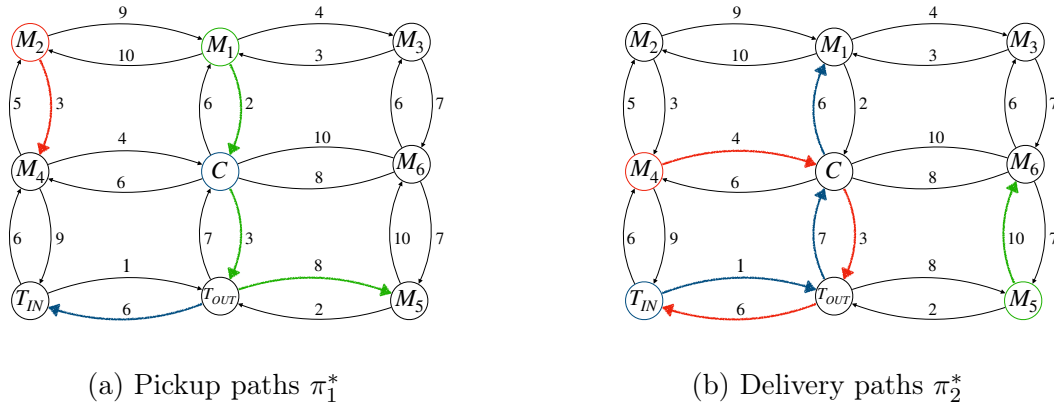 9 4
M2 M1 M3
10 3
5 3 6 2 6 7
4 10
M4 C M6
6 8
6 9 7 3 10 7
1 8
TIN TOUT M5
6 2
(a) Pickup paths π1*
9 4
M2 M1 M3
10 3
5 3 6 2 6 7
4 10
M4 C M6
6 8
6 9 7 3 10 7
1 8
TIN TOUT M5
6 2
(b) Delivery paths π2*